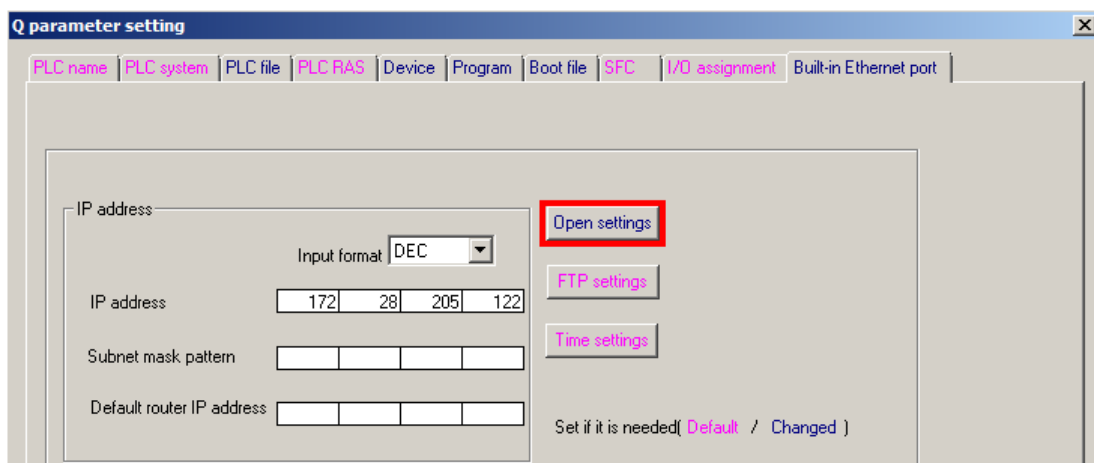 Q parameter setting
PLC name PLC system PLC file PLC RAS Device Program Boot file SFC I/O assignment Built-in Ethernet port
IP address
Input format DEC
IP address 172 28 205 122
Subnet mask pattern
Default router IP address
Open settings
FTP settings
Time settings
Set if it is needed( Default / Changed )